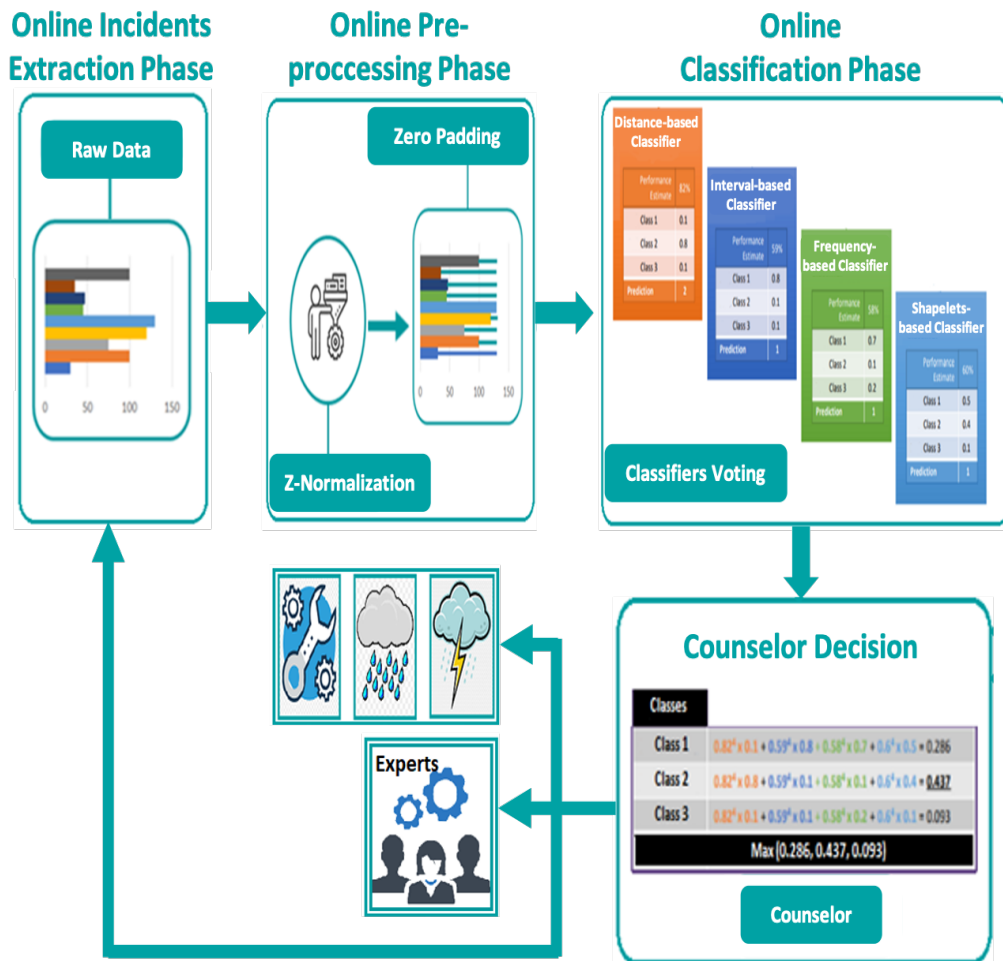 Online Incidents
Extraction Phase
Raw Data
0 50 100 150
Online Pre-
proccessing Phase
Zero Padding
0 50 100 150
Z-Normalization
Online
Classification Phase
Distance-based
Classifier
Performance
Estimate 82%
Class 1 0.1
Class 2 0.8
Class 3 0.1
Prediction 2
Interval-based
Classifier
Performance
Estimate 59%
Class 1 0.8
Class 2 0.1
Class 3 0.1
Prediction 1
Frequency-
based Classifier
Performance
Estimate 58%
Class 1 0.7
Class 2 0.1
Class 3 0.2
Prediction 1
Shapelets-
based Classifier
Performance
Estimate 60%
Class 1 0.5
Class 2 0.4
Class 3 0.1
Prediction 1
Classifiers Voting
Counselor Decision
Classes
Class 1 0.82⁴ x 0.1 + 0.59⁴ x 0.8 + 0.58⁴ x 0.7 + 0.6⁴ x 0.5 = 0.286
Class 2 0.82⁴ x 0.8 + 0.59⁴ x 0.1 + 0.58⁴ x 0.1 + 0.6⁴ x 0.4 = 0.437
Class 3 0.82⁴ x 0.1 + 0.59⁴ x 0.1 + 0.58⁴ x 0.2 + 0.6⁴ x 0.1 = 0.093
Max (0.286, 0.437, 0.093)
Counselor
Experts